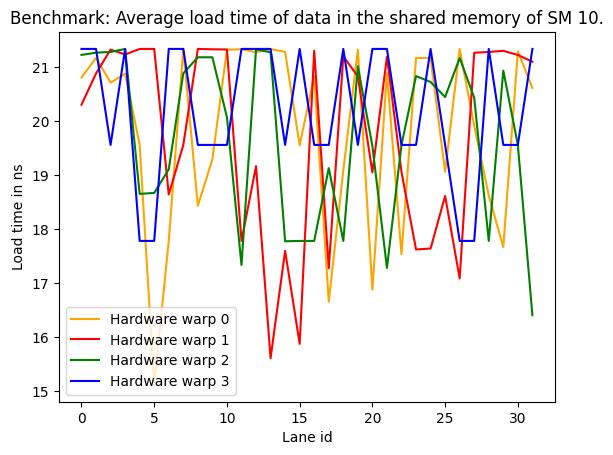 Benchmark: Average load time of data in the shared memory of SM 10.
Load time in ns
21
20
19
18
17
16
15
Hardware warp 0
Hardware warp 1
Hardware warp 2
Hardware warp 3
0
5
10
15
20
25
30
Lane id